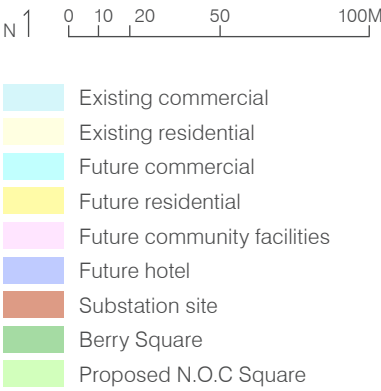 N 0 10 20 50 100M
Existing commercial
Existing residential
Future commercial
Future residential
Future community facilities
Future hotel
Substation site
Berry Square
Proposed N.O.C Square